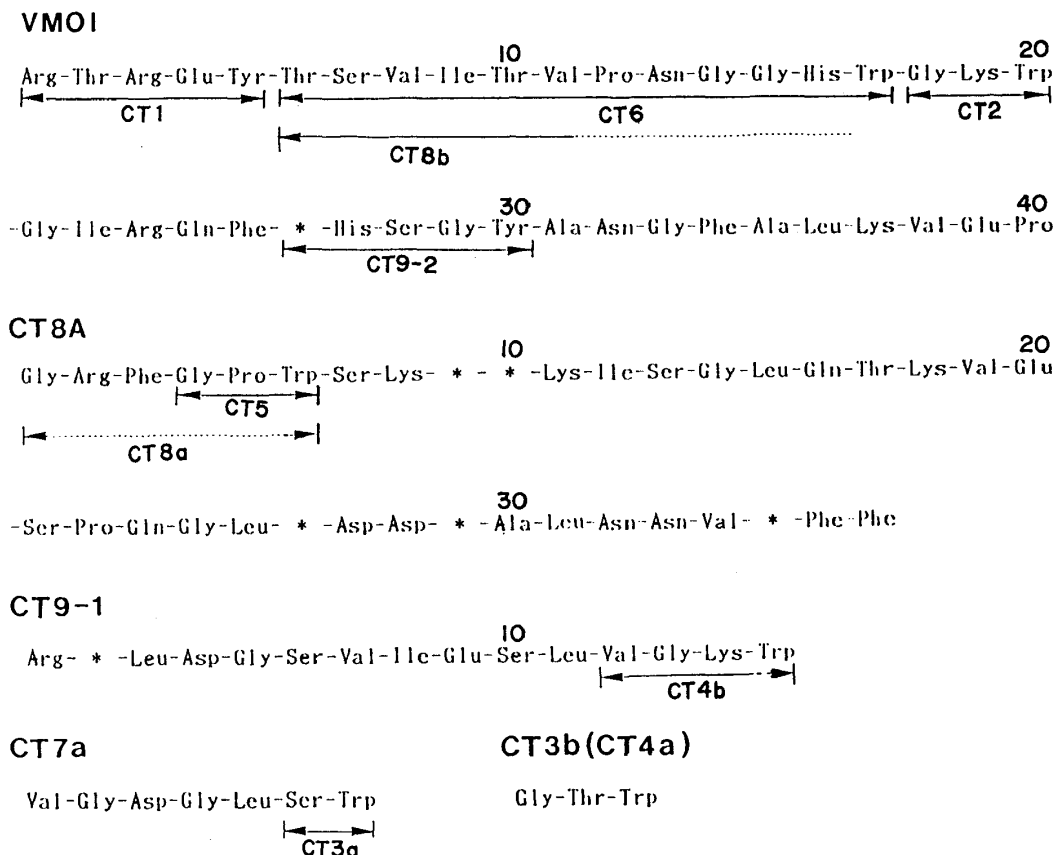 VMOI
10 20
Arg-Thr-Arg-Glu-Tyr-Thr-Ser-Val-Ile-Thr-Val-Pro-Asn-Gly-Gly-His-Trp-Gly-Lys-Trp
CT1 CT6 CT2
CT8b
30 40
-Gly-Ile-Arg-Gln-Phe- * -His-Ser-Gly-Tyr-Ala-Asn-Gly-Phe-Ala-Leu-Lys-Val-Glu-Pro
CT9-2
CT8A
10 20
Gly-Arg-Phe-Gly-Pro-Trp-Ser-Lys- * - * -Lys-Ile-Ser-Gly-Leu-Gln-Thr-Lys-Val-Glu
CT5
CT8a
30
-Ser-Pro-Gln-Gly-Leu- * -Asp-Asp- * -Ala-Leu-Asn-Asn-Val- * -Phe-Phe
CT9-1
10
Arg- * -Leu-Asp-Gly-Ser-Val-Ile-Glu-Ser-Leu-Val-Gly-Lys-Trp
CT4b
CT7a CT3b(CT4a)
Val-Gly-Asp-Gly-Leu-Ser-Trp Gly-Thr-Trp
CT3a